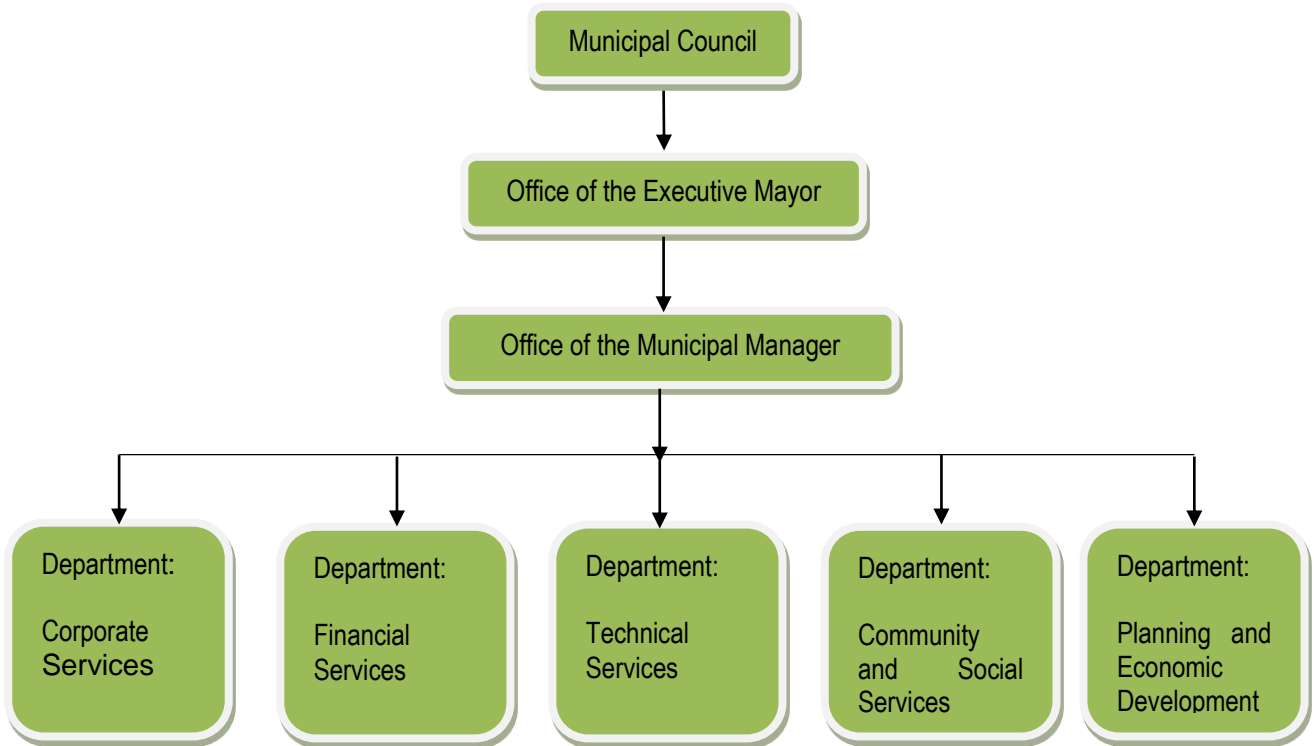 Municipal Council
Office of the Executive Mayor
Office of the Municipal Manager
Department:
Corporate
Services
Department:
Financial
Services
Department:
Technical
Services
Department:
Community
and Social
Services
Department:
Planning and
Economic
Development